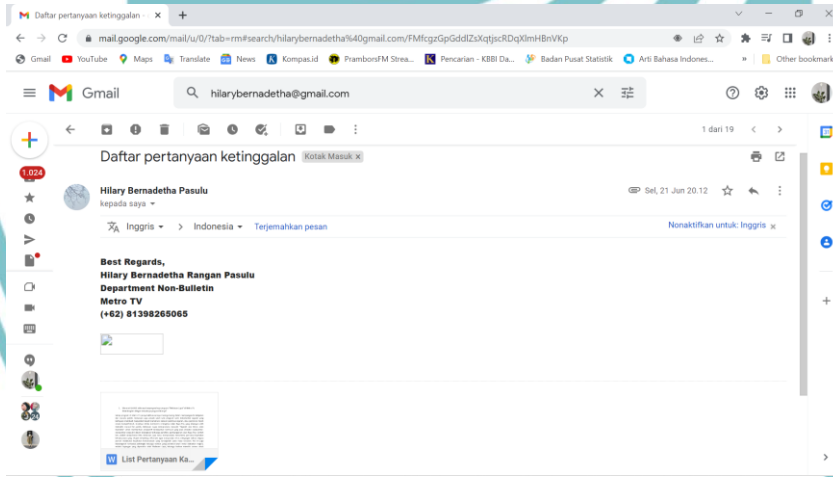 Daftar pertanyaan ketinggalan -
mail.google.com/mail/u/0/?tab=rm#search/hilarybernadetha%40gmail.com/FMfcgzGpGddlZsXqtjscRDqXlmHBnVKp
Gmail YouTube Maps Translate News Kompas.id PramborsFM Strea... Pencarian - KBBI Da... Badan Pusat Statistik Arti Bahasa Indones... » Other bookmark
Gmail
hilarybernadetha@gmail.com
1 dari 19
1.024
Daftar pertanyaan ketinggalan Kotak Masuk x
Hilary Bernadetha Pasulu
Sel, 21 Jun 20.12
kepada saya
Inggris > Indonesia Terjemahkan pesan
Nonaktifkan untuk: Inggris x
Best Regards,
Hilary Bernadetha Rangan Pasulu
Department Non-Bulletin
Metro TV
(+62) 81398265065
W List Pertanyaan Ka...